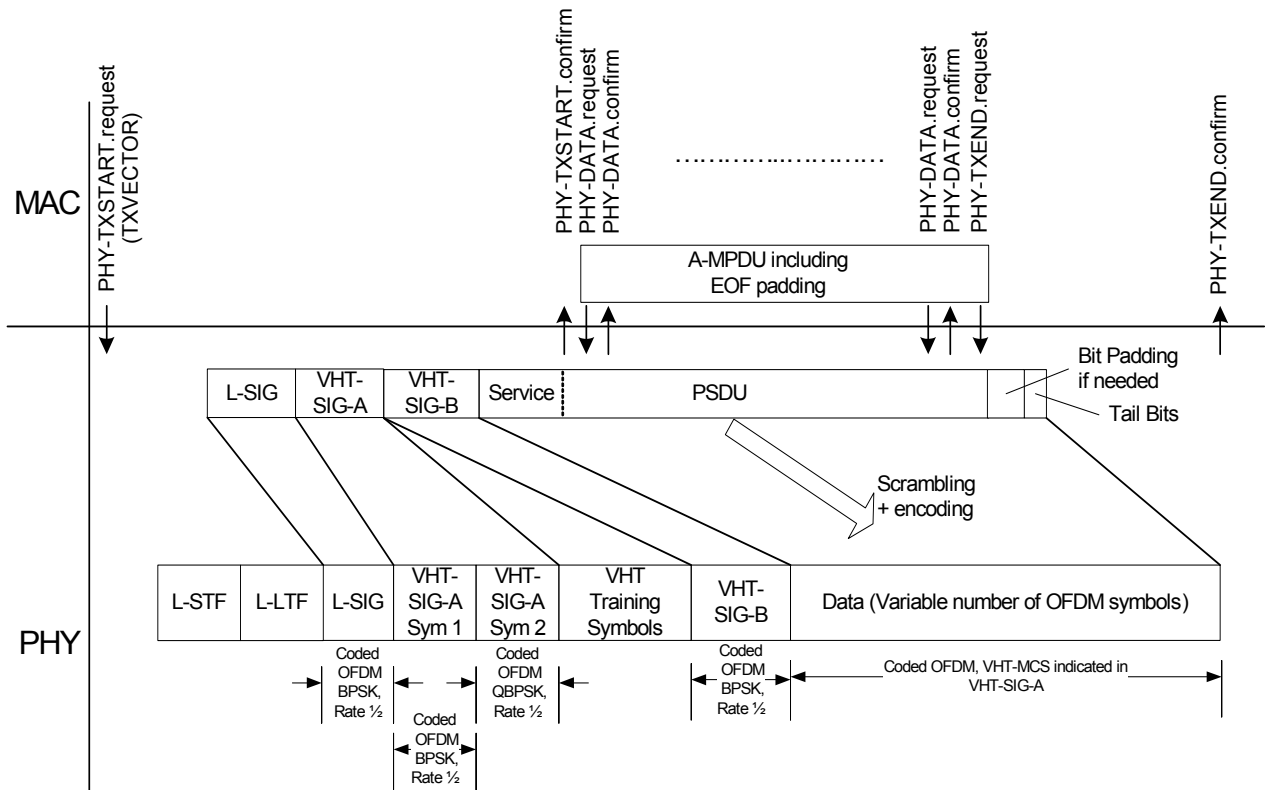 PHY-TXSTART.request
(TXVECTOR)
PHY-TXSTART.confirm
PHY-DATA.request
PHY-DATA.confirm
PHY-DATA.request
PHY-DATA.confirm
PHY-TXEND.request
PHY-TXEND.confirm
MAC
A-MPDU including
EOF padding
L-SIG
VHT-
SIG-A
VHT-
SIG-B
Service
PSDU
Bit Padding
if needed
Tail Bits
Scrambling
+ encoding
PHY
L-STF
L-LTF
L-SIG
VHT-
SIG-A
Sym 1
VHT-
SIG-A
Sym 2
VHT
Training
Symbols
VHT-
SIG-B
Data (Variable number of OFDM symbols)
Coded
OFDM
BPSK,
Rate ½
Coded
OFDM
BPSK,
Rate ½
Coded
OFDM
QBPSK,
Rate ½
Coded
OFDM
BPSK,
Rate ½
Coded OFDM, VHT-MCS indicated in
VHT-SIG-A